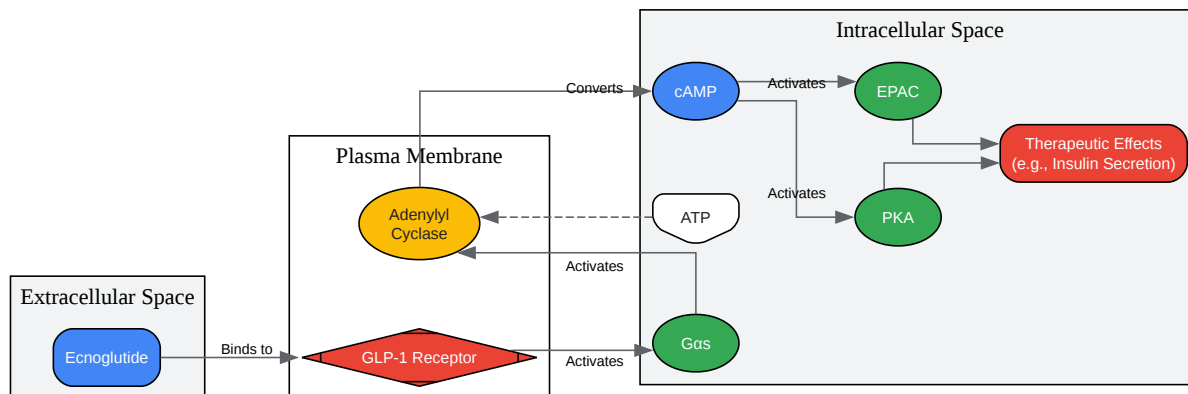 Intracellular Space
Converts
cAMP
Activates
EPAC
Plasma Membrane
Therapeutic Effects
(e.g., Insulin Secretion)
Adenylyl
Cyclase
ATP
Activates
PKA
Activates
Extracellular Space
Ecnoglutide
Binds to
GLP-1 Receptor
Activates
Gαs